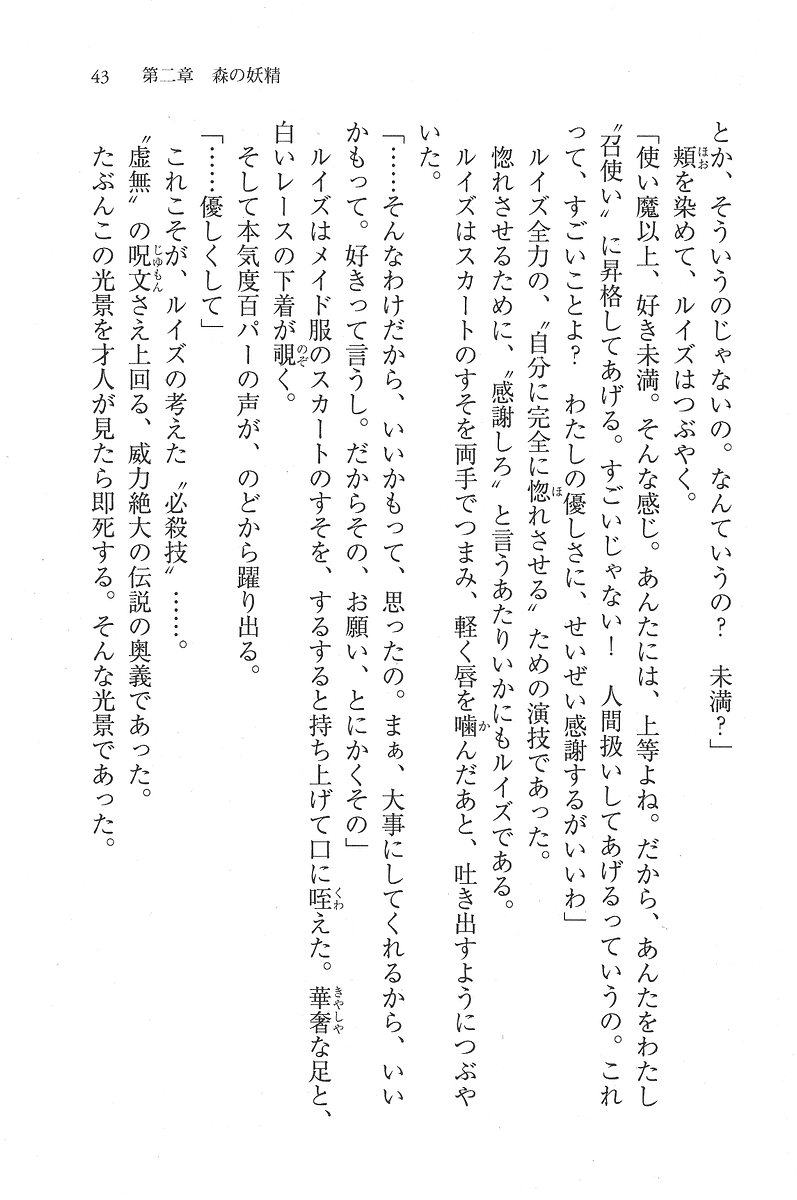 43　第二章　森の妖精
とか、そういうのじゃないの。なんていうの？　未満？」
　頬を染めて、ルイズはつぶやく。
「使い魔以上、好き未満。そんな感じ。あんたには、上等よね。だから、あんたをわたし
〝召使い〟に昇格してあげる。すごいじゃない！　人間扱いしてあげるっていうの。これ
って、すごいことよ？　わたしの優しさに、せいぜい感謝するがいいわ」
　ルイズ全力の、〝自分に完全に惚れさせる〟ための演技であった。
　惚れさせるために、〝感謝しろ〟と言うあたりいかにもルイズである。
　ルイズはスカートのすそを両手でつまみ、軽く唇を噛んだあと、吐き出すようにつぶや
いた。
「……そんなわけだから、いいかもって、思ったの。まぁ、大事にしてくれるから、いい
かもって。好きって言うし。だからその、お願い、とにかくその」
　ルイズはメイド服のスカートのすそを、するすると持ち上げて口に咥えた。華奢な足と、
白いレースの下着が覗く。
　そして本気度百パーの声が、のどから躍り出る。
「……優しくして」
　これこそが、ルイズの考えた〝必殺技〟……。
　〝虚無〟の呪文さえ上回る、威力絶大の伝説の奥義であった。
　たぶんこの光景を才人が見たら即死する。そんな光景であった。